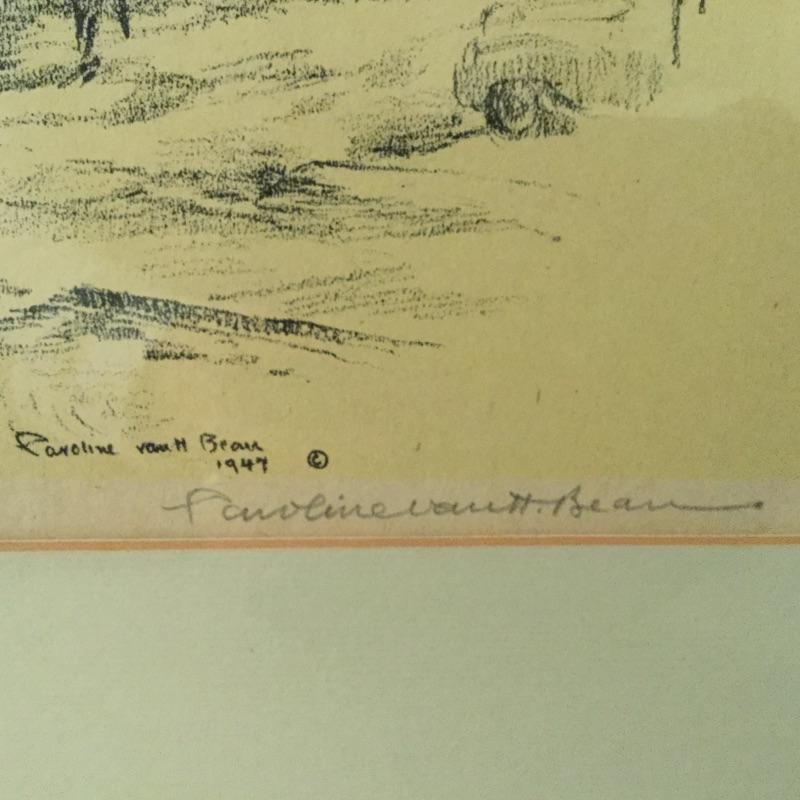 Caroline van H Bean
1947 ©
Caroline van H. Bean